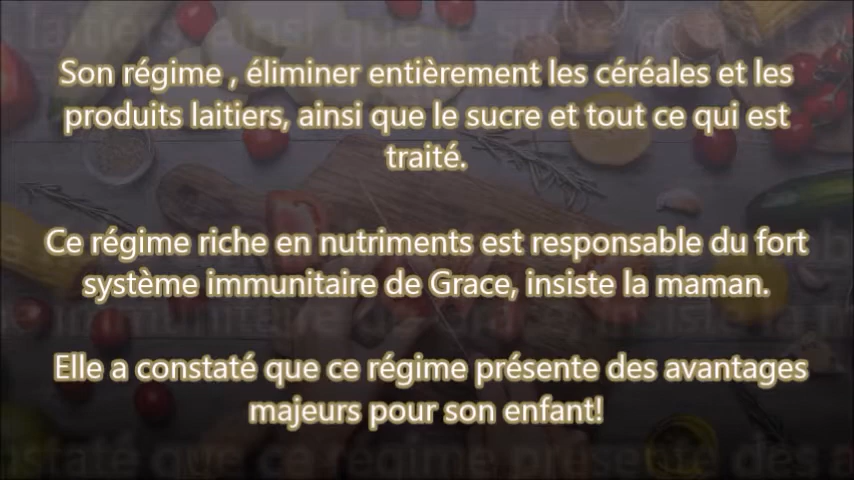 Son régime , éliminer entièrement les céréales et les
produits laitiers, ainsi que le sucre et tout ce qui est
traité.
Ce régime riche en nutriments est responsable du fort
système immunitaire de Grace, insiste la maman.
Elle a constaté que ce régime présente des avantages
majeurs pour son enfant!